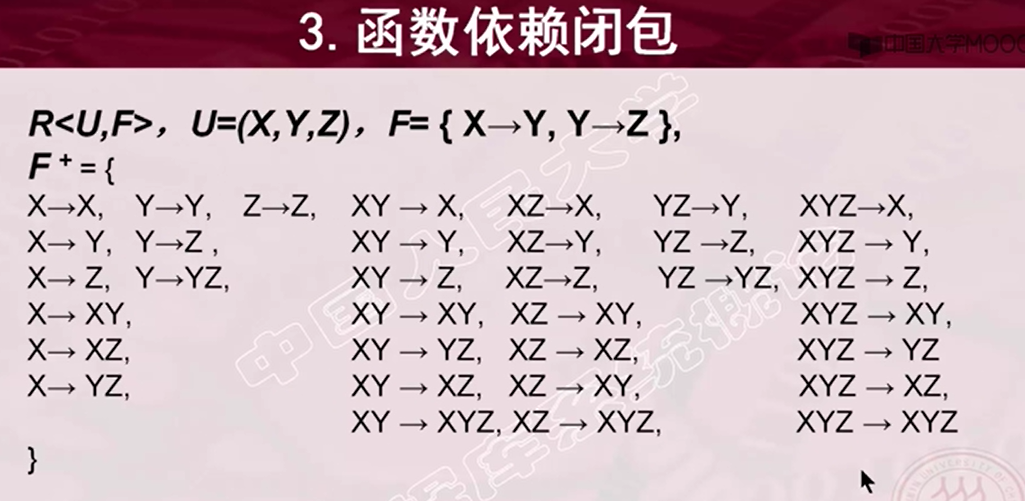 3. 函数依赖闭包
中国大学MOOC
R<U,F>，U=(X,Y,Z)，F= { X→Y, Y→Z },
F + = {
X→X, Y→Y, Z→Z, XY → X, XZ→X, YZ→Y, XYZ→X,
X→ Y, Y→Z , XY → Y, XZ→Y, YZ →Z, XYZ → Y,
X→ Z, Y→YZ, XY → Z, XZ→Z, YZ →YZ, XYZ → Z,
X→ XY, XY → XY, XZ → XY, XYZ → XY,
X→ XZ, XY → YZ, XZ → XZ, XYZ → YZ
X→ YZ, XY → XZ, XZ → XY, XYZ → XZ,
XY → XYZ, XZ → XYZ, XYZ → XYZ
}
中国人民大学
库系统概论